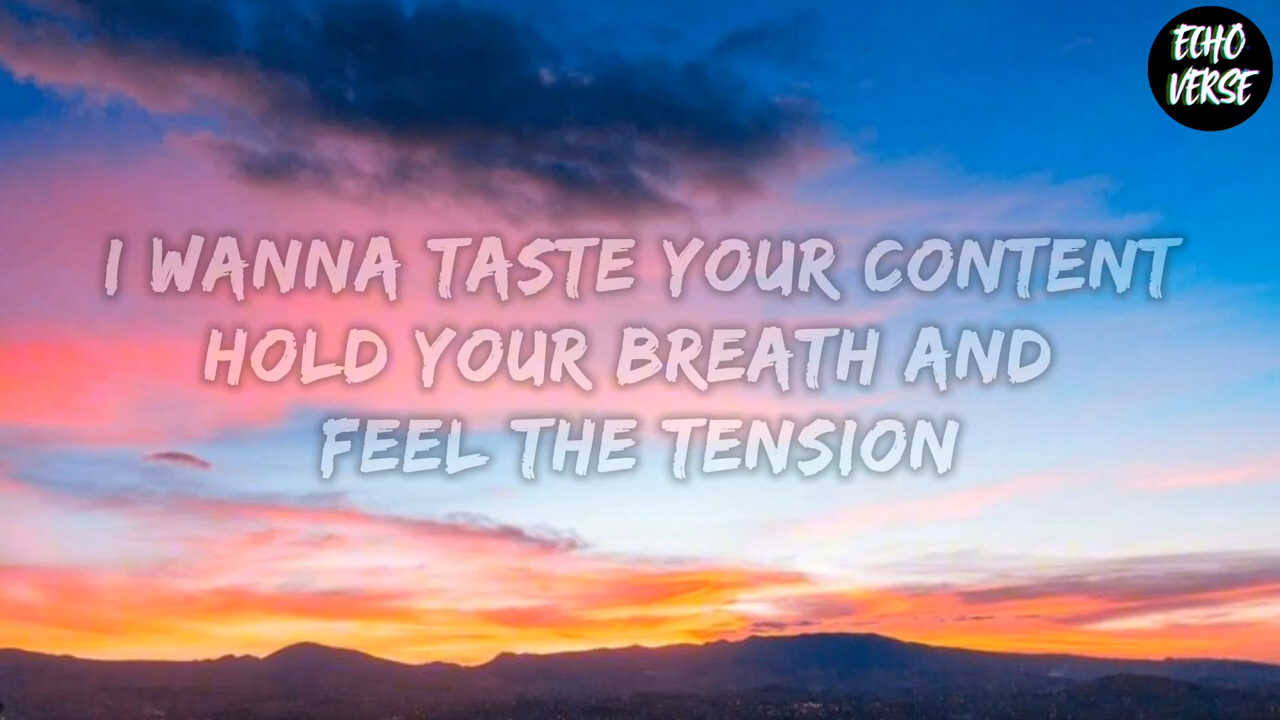 ECHO
VERSE
I WANNA TASTE YOUR CONTENT
HOLD YOUR BREATH AND
FEEL THE TENSION